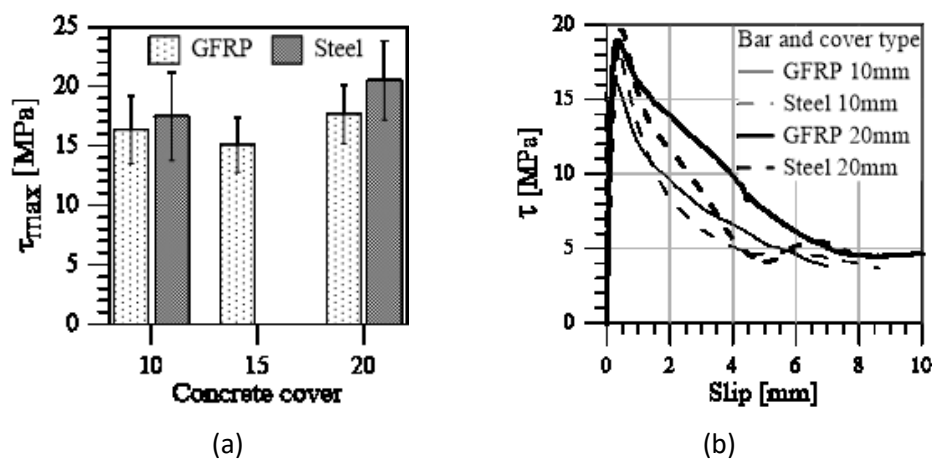 25
20
15
10
5
0
τmax [MPa]
GFRP Steel
10 15 20
Concrete cover
(a)
20
15
10
5
0
τ [MPa]
Bar and cover type
GFRP 10mm
Steel 10mm
GFRP 20mm
Steel 20mm
0 2 4 6 8 10
Slip [mm]
(b)